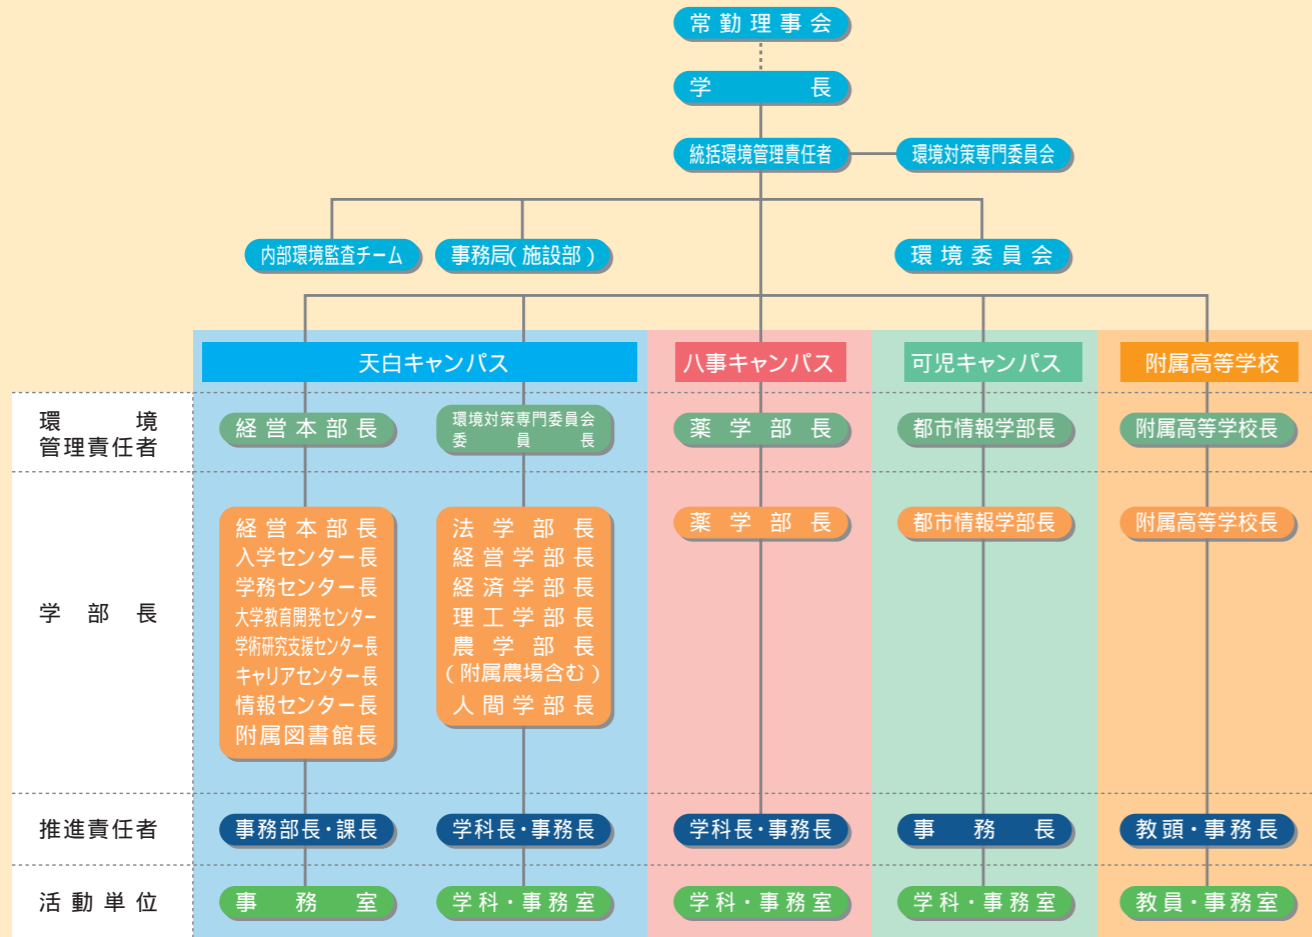 常勤理事会
学長
統括環境管理責任者
環境対策専門委員会
内部環境監査チーム
事務局(施設部)
環境委員会
天白キャンパス
八事キャンパス
可児キャンパス
附属高等学校
環境
管理責任者
経営本部長
環境対策専門委員会
委員長
薬学部長
都市情報学部長
附属高等学校長
学部長
経営本部長
入学センター長
学務センター長
大学教育開発センター
学術研究支援センター長
キャリアセンター長
情報センター長
附属図書館長
法学部長
経営学部長
経済学部長
理工学部長
農学部長
(附属農場含む)
人間学部長
薬学部長
都市情報学部長
附属高等学校長
推進責任者
事務部長・課長
学科長・事務長
学科長・事務長
事務長
教頭・事務長
活動単位
事務室
学科・事務室
学科・事務室
学科・事務室
教員・事務室